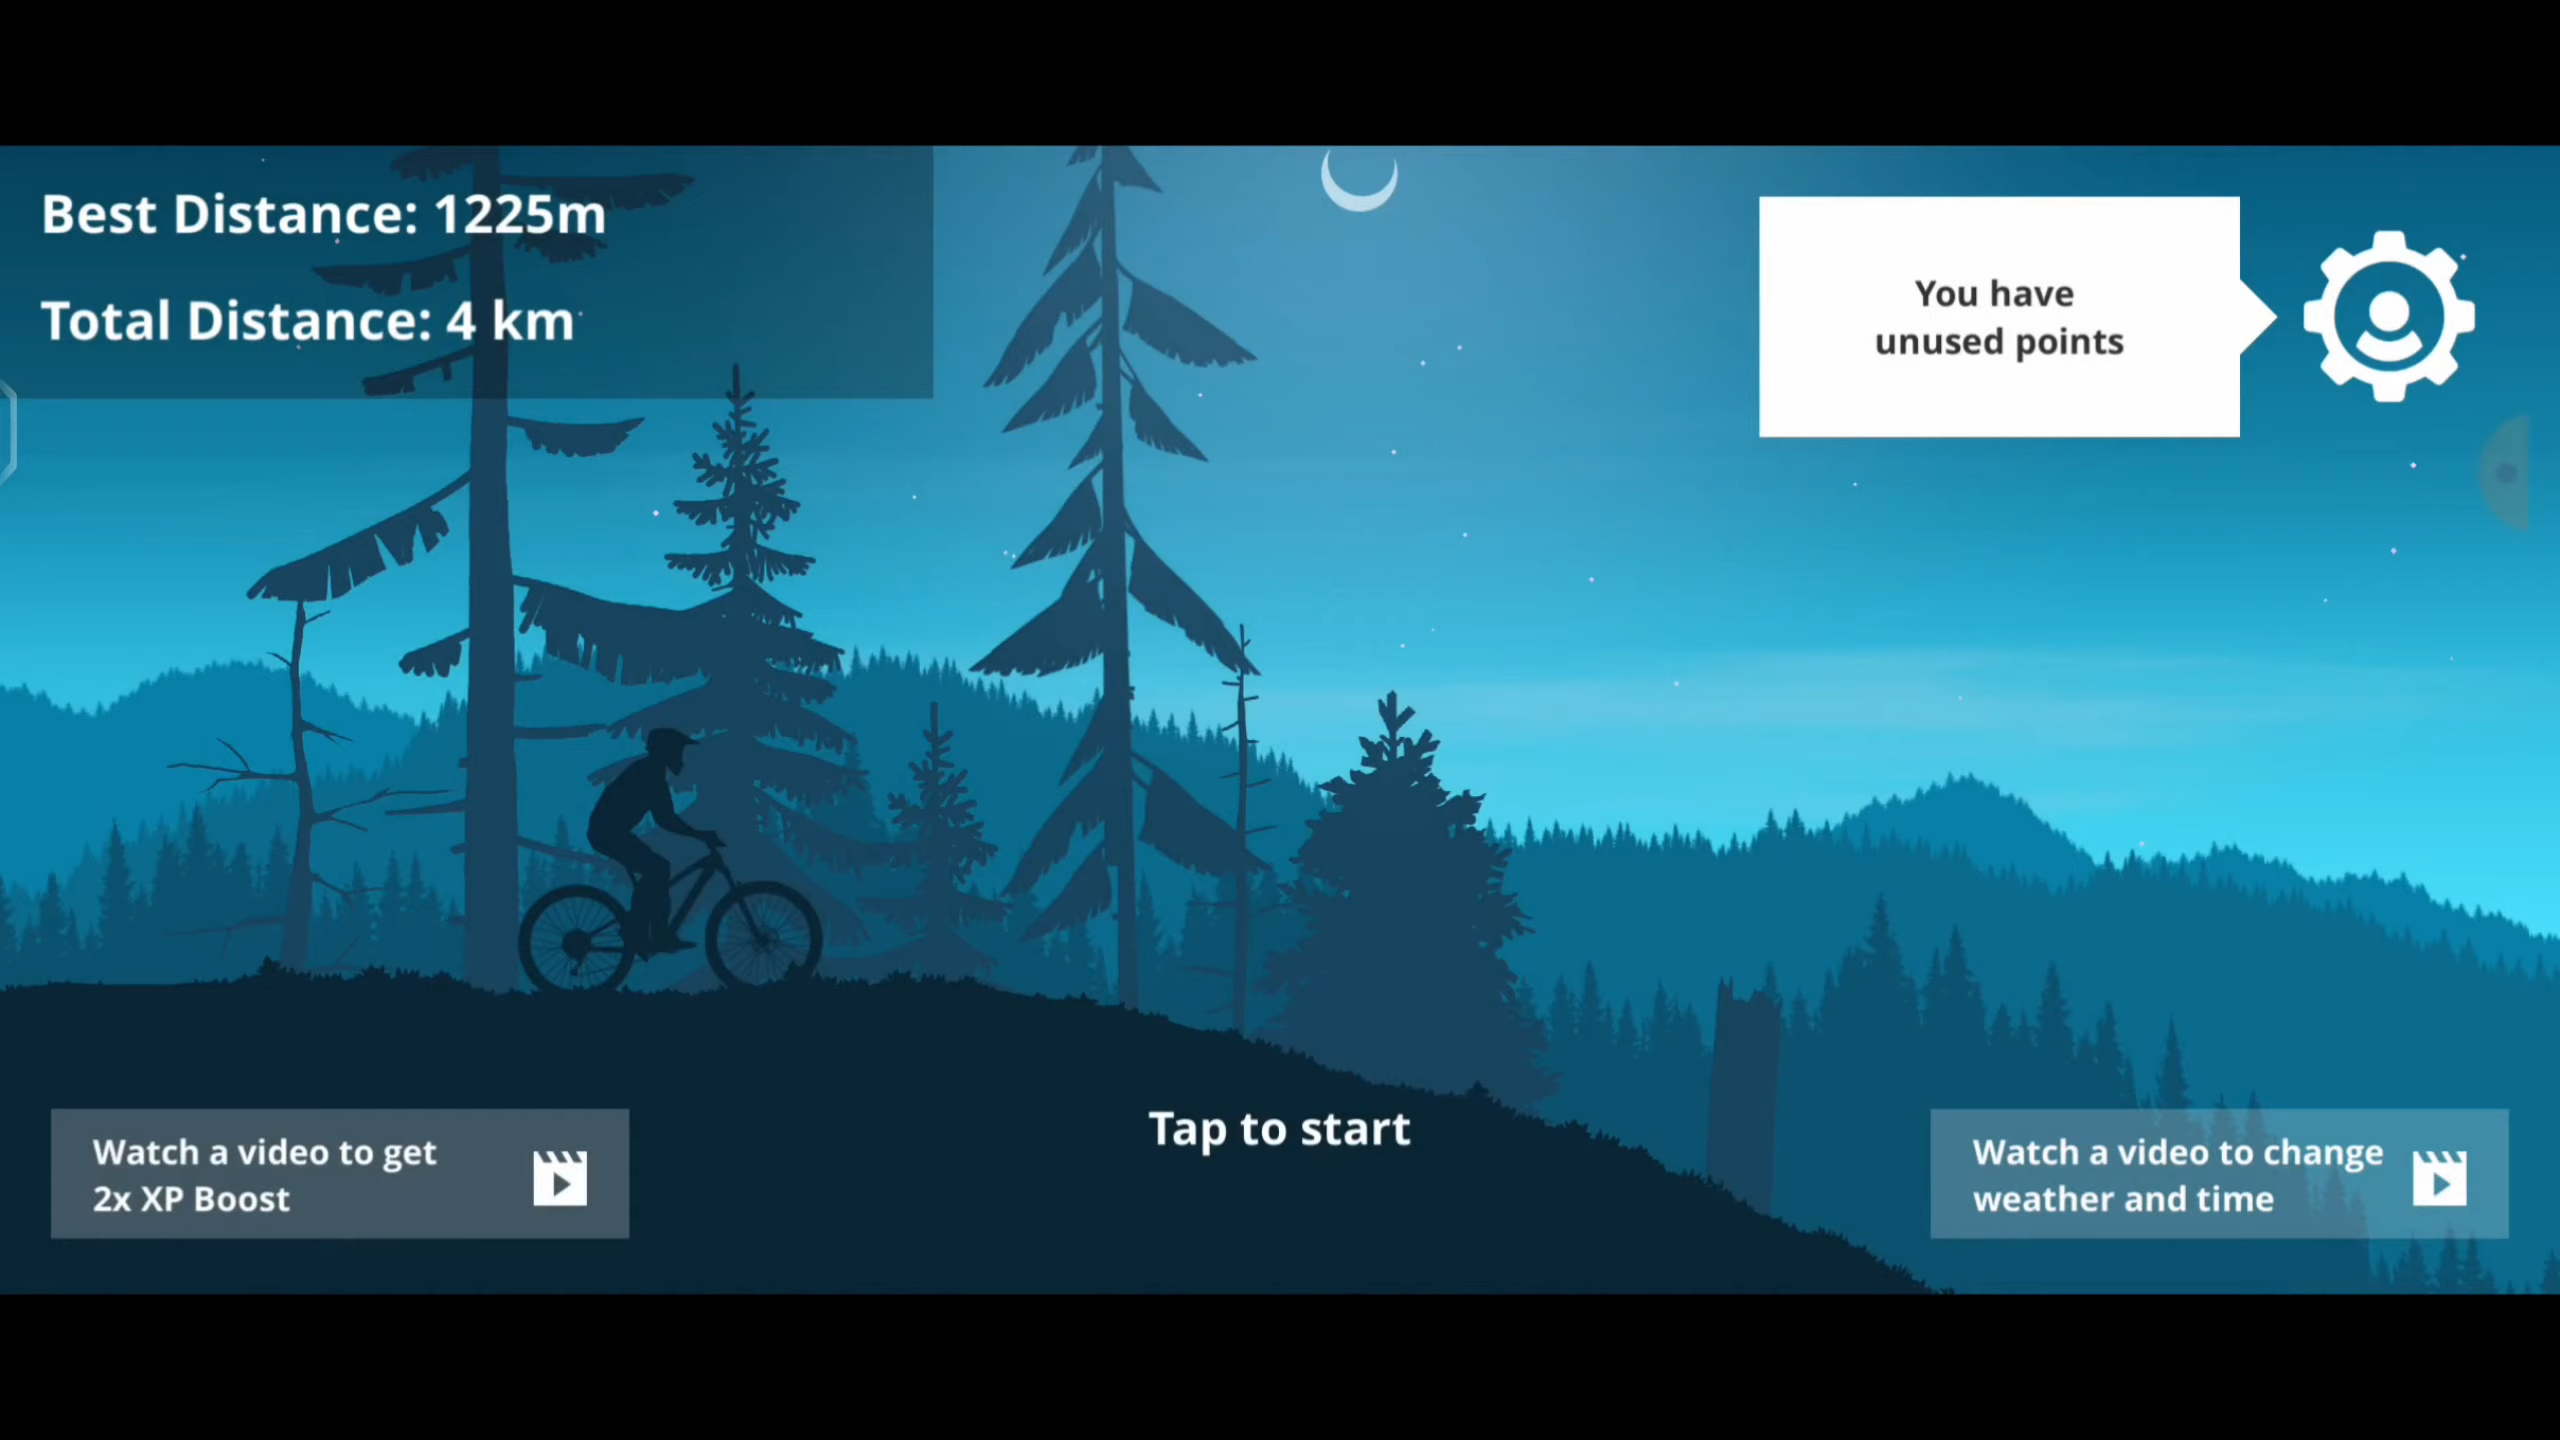 Best Distance: 1225m
Total Distance: 4 km
You have
unused points
Tap to start
Watch a video to get
2x XP Boost
Watch a video to change
weather and time